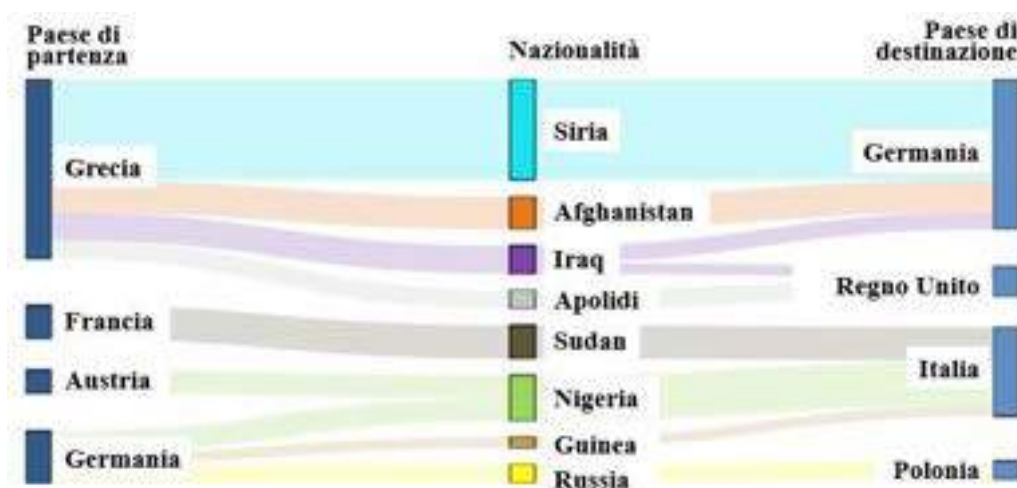 Paese di
partenza
Nazionalità
Paese di
destinazione
Grecia
Francia
Austria
Germania
Siria
Afghanistan
Iraq
Apolidi
Sudan
Nigeria
Guinea
Russia
Germania
Regno Unito
Italia
Polonia